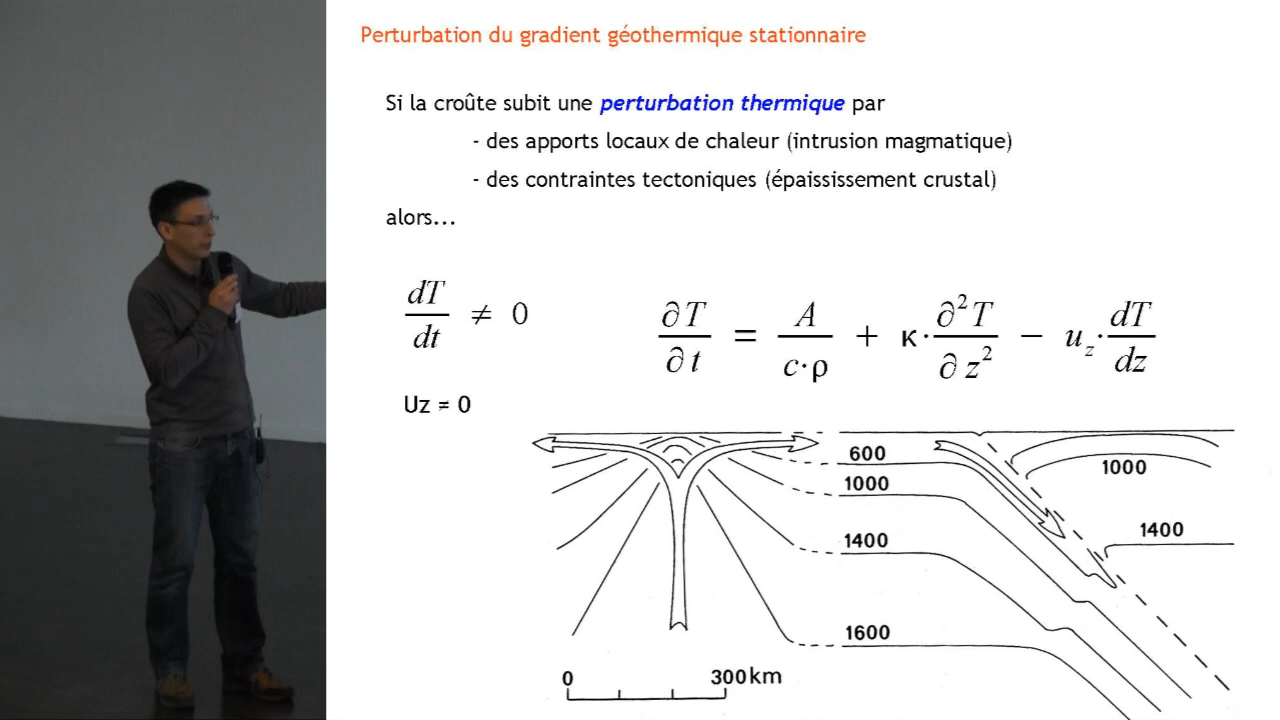 Perturbation du gradient géothermique stationnaire
Si la croûte subit une perturbation thermique par
- des apports locaux de chaleur (intrusion magmatique)
- des contraintes tectoniques (épaississement crustal)
alors...
dT/dt ≠ 0
∂T/∂t = A/c·ρ + κ·∂²T/∂z² − u_z·dT/dz
Uz ≠ 0
600
1000
1400
1600
1000
1400
0 300km